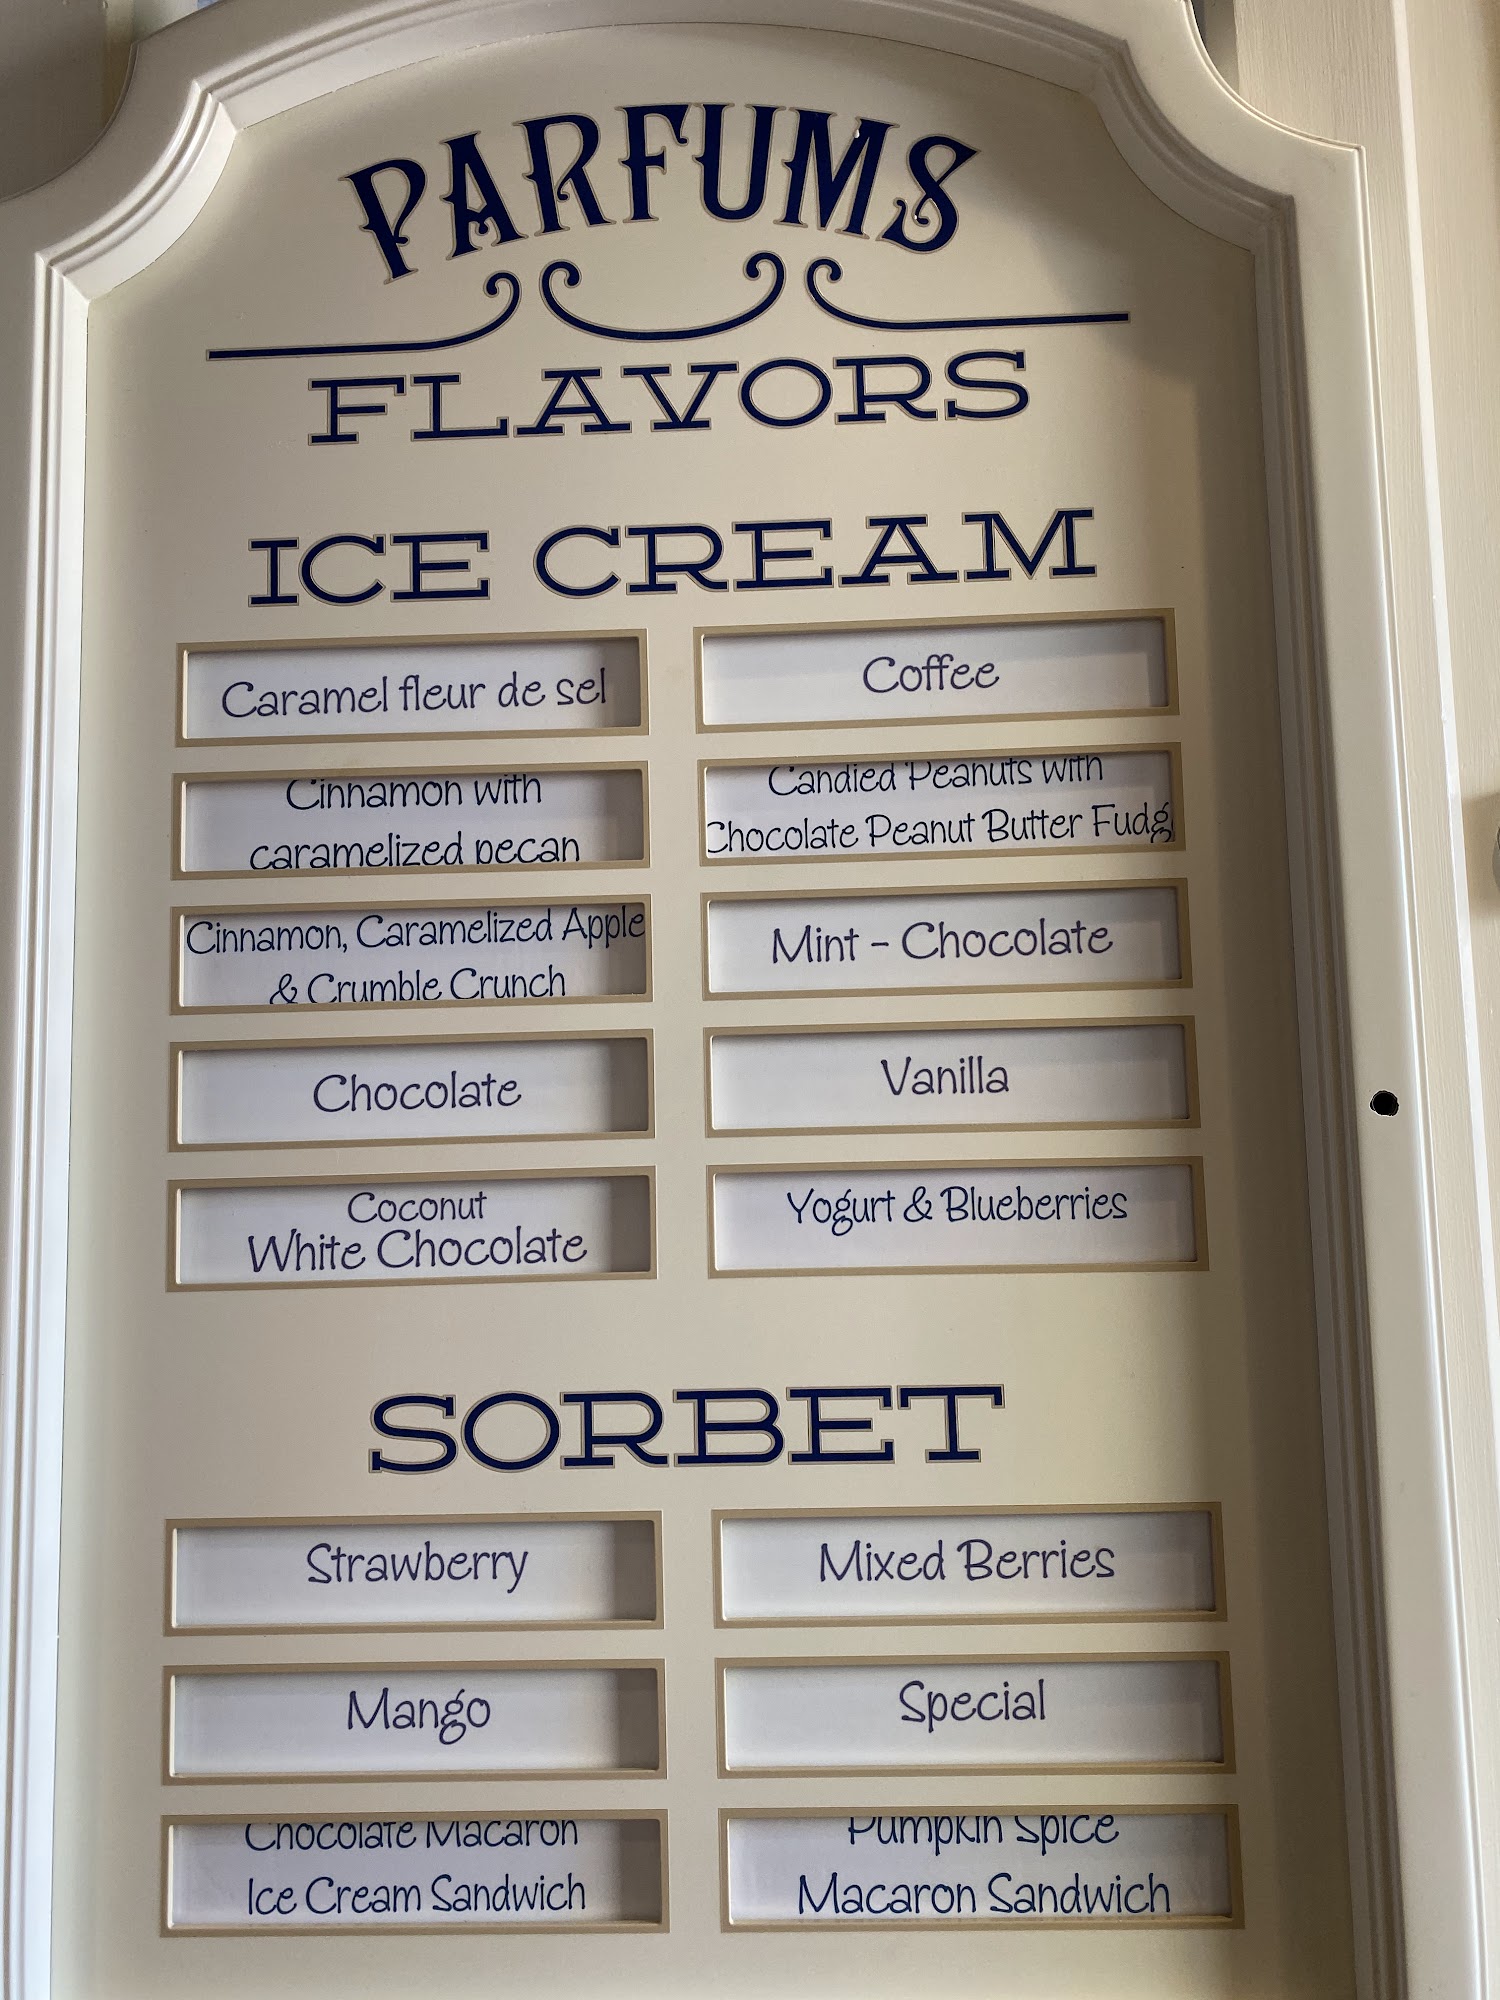 PARFUMS
FLAVORS
ICE CREAM
Caramel fleur de sel
Coffee
Cinnamon with
caramelized pecan
Candied Peanuts with
Chocolate Peanut Butter Fudg
Cinnamon, Caramelized Apple
& Crumble Crunch
Mint - Chocolate
Chocolate
Vanilla
Coconut
White Chocolate
Yogurt & Blueberries
SORBET
Strawberry
Mixed Berries
Mango
Special
Chocolate Macaron
Ice Cream Sandwich
Pumpkin Spice
Macaron Sandwich